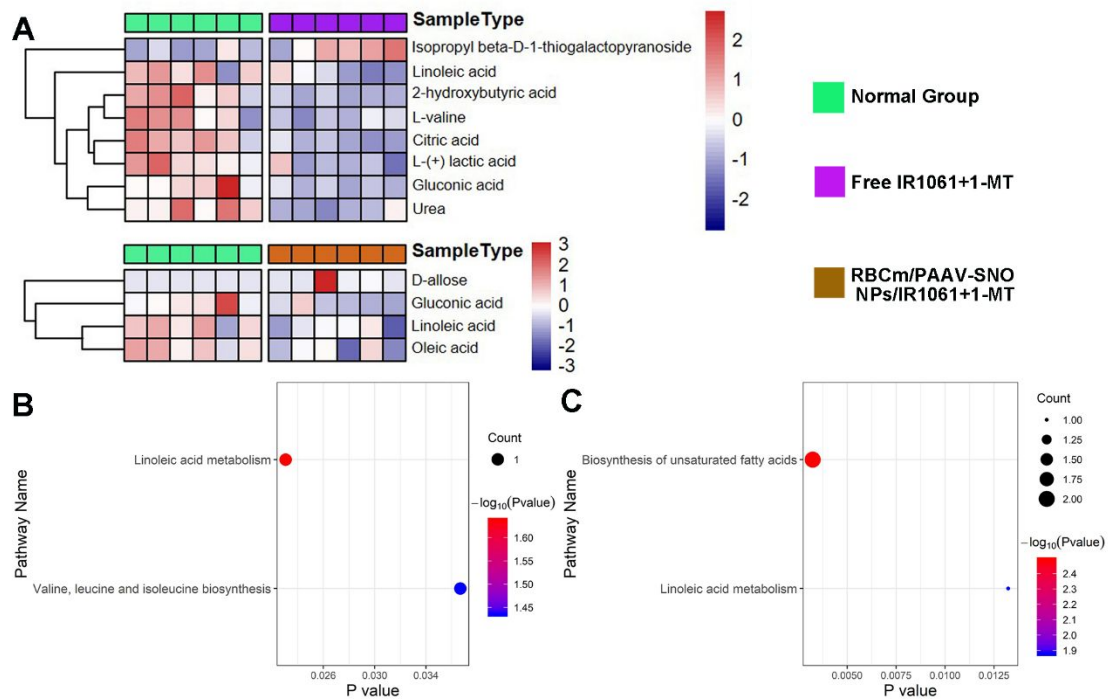 A
SampleType
Isopropyl beta-D-1-thiogalactopyranoside
Linoleic acid
2-hydroxybutyric acid
L-valine
Citric acid
L-(+) lactic acid
Gluconic acid
Urea
2
1
0
-1
-2
Normal Group
Free IR1061+1-MT
RBCm/PAAV-SNO
NPs/IR1061+1-MT
SampleType
D-allose
Gluconic acid
Linoleic acid
Oleic acid
3
2
1
0
-1
-2
-3
B
Pathway Name
Linoleic acid metabolism
Valine, leucine and isoleucine biosynthesis
0.026
0.030
0.034
P value
Count
1
−log10(Pvalue)
1.60
1.55
1.50
1.45
C
Pathway Name
Biosynthesis of unsaturated fatty acids
Linoleic acid metabolism
0.0050
0.0075
0.0100
0.0125
P value
Count
1.00
1.25
1.50
1.75
2.00
−log10(Pvalue)
2.4
2.3
2.2
2.1
2.0
1.9